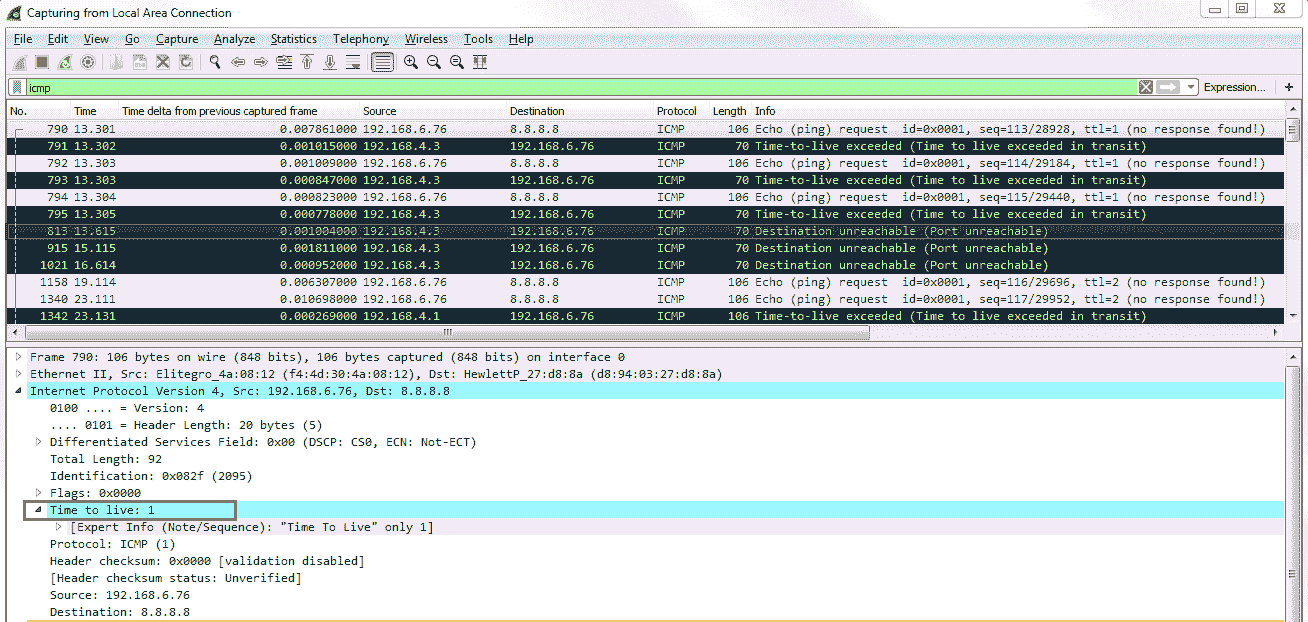 Capturing from Local Area Connection
File Edit View Go Capture Analyze Statistics Telephony Wireless Tools Help
icmp Expression... +
No. Time Time delta from previous captured frame Source Destination Protocol Length Info
790 13.301 0.007861000 192.168.6.76 8.8.8.8 ICMP 106 Echo (ping) request id=0x0001, seq=113/28928, ttl=1 (no response found!)
791 13.302 0.001015000 192.168.4.3 192.168.6.76 ICMP 70 Time-to-live exceeded (Time to live exceeded in transit)
792 13.303 0.001009000 192.168.6.76 8.8.8.8 ICMP 106 Echo (ping) request id=0x0001, seq=114/29184, ttl=1 (no response found!)
793 13.303 0.000847000 192.168.4.3 192.168.6.76 ICMP 70 Time-to-live exceeded (Time to live exceeded in transit)
794 13.304 0.000823000 192.168.6.76 8.8.8.8 ICMP 106 Echo (ping) request id=0x0001, seq=115/29440, ttl=1 (no response found!)
795 13.305 0.000778000 192.168.4.3 192.168.6.76 ICMP 70 Time-to-live exceeded (Time to live exceeded in transit)
813 13.615 0.001004000 192.168.4.3 192.168.6.76 ICMP 70 Destination unreachable (Port unreachable)
915 15.115 0.001811000 192.168.4.3 192.168.6.76 ICMP 70 Destination unreachable (Port unreachable)
1021 16.614 0.000952000 192.168.4.3 192.168.6.76 ICMP 70 Destination unreachable (Port unreachable)
1158 19.114 0.006307000 192.168.6.76 8.8.8.8 ICMP 106 Echo (ping) request id=0x0001, seq=116/29696, ttl=2 (no response found!)
1340 23.111 0.010698000 192.168.6.76 8.8.8.8 ICMP 106 Echo (ping) request id=0x0001, seq=117/29952, ttl=2 (no response found!)
1342 23.131 0.000269000 192.168.4.1 192.168.6.76 ICMP 106 Time-to-live exceeded (Time to live exceeded in transit)
Frame 790: 106 bytes on wire (848 bits), 106 bytes captured (848 bits) on interface 0
Ethernet II, Src: Elitegro_4a:08:12 (f4:4d:30:4a:08:12), Dst: HewlettP_27:d8:8a (d8:94:03:27:d8:8a)
Internet Protocol Version 4, Src: 192.168.6.76, Dst: 8.8.8.8
0100 .... = Version: 4
.... 0101 = Header Length: 20 bytes (5)
Differentiated Services Field: 0x00 (DSCP: CS0, ECN: Not-ECT)
Total Length: 92
Identification: 0x082f (2095)
Flags: 0x0000
Time to live: 1
[Expert Info (Note/Sequence): "Time To Live" only 1]
Protocol: ICMP (1)
Header checksum: 0x0000 [validation disabled]
[Header checksum status: Unverified]
Source: 192.168.6.76
Destination: 8.8.8.8